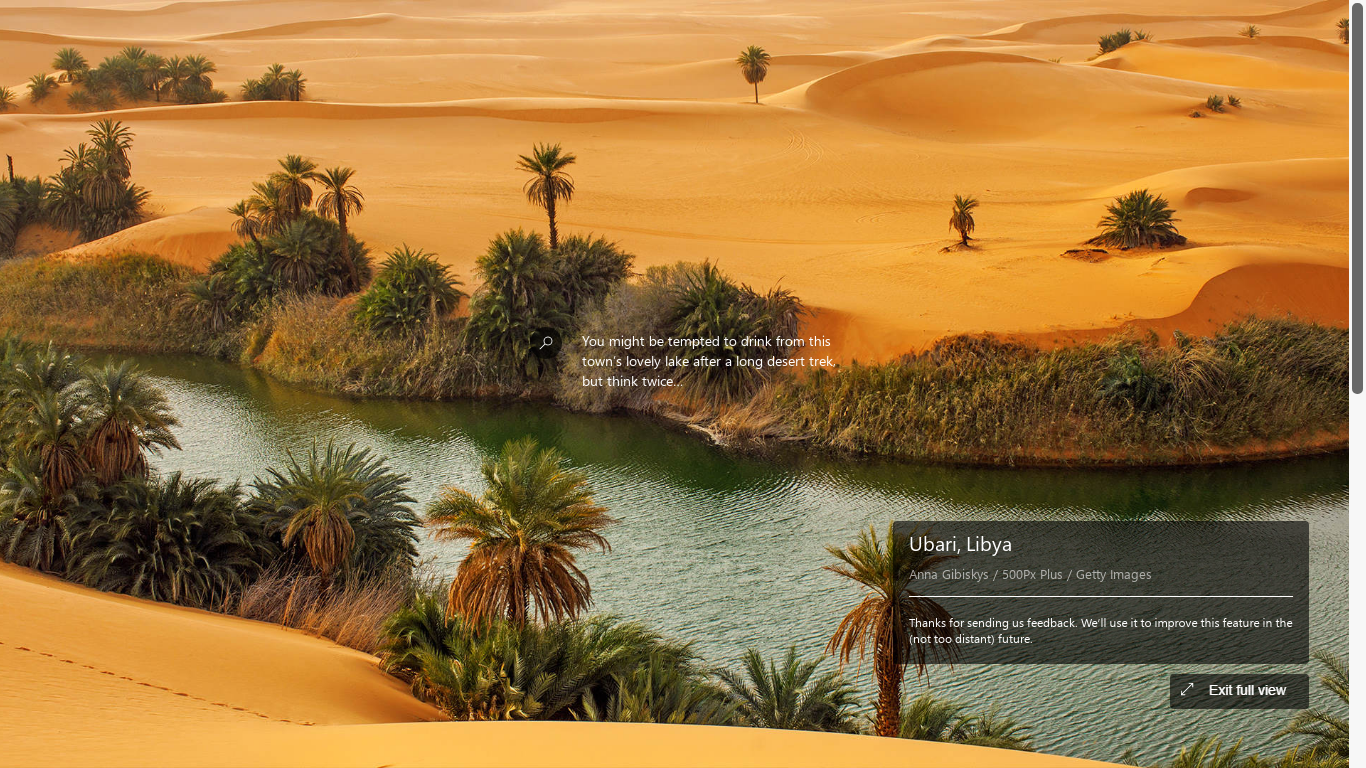 You might be tempted to drink from this
town's lovely lake after a long desert trek,
but think twice...
Ubari, Libya
Anna Gibiskys / 500Px Plus / Getty Images
Thanks for sending us feedback. We'll use it to improve this feature in the
(not too distant) future.
Exit full view